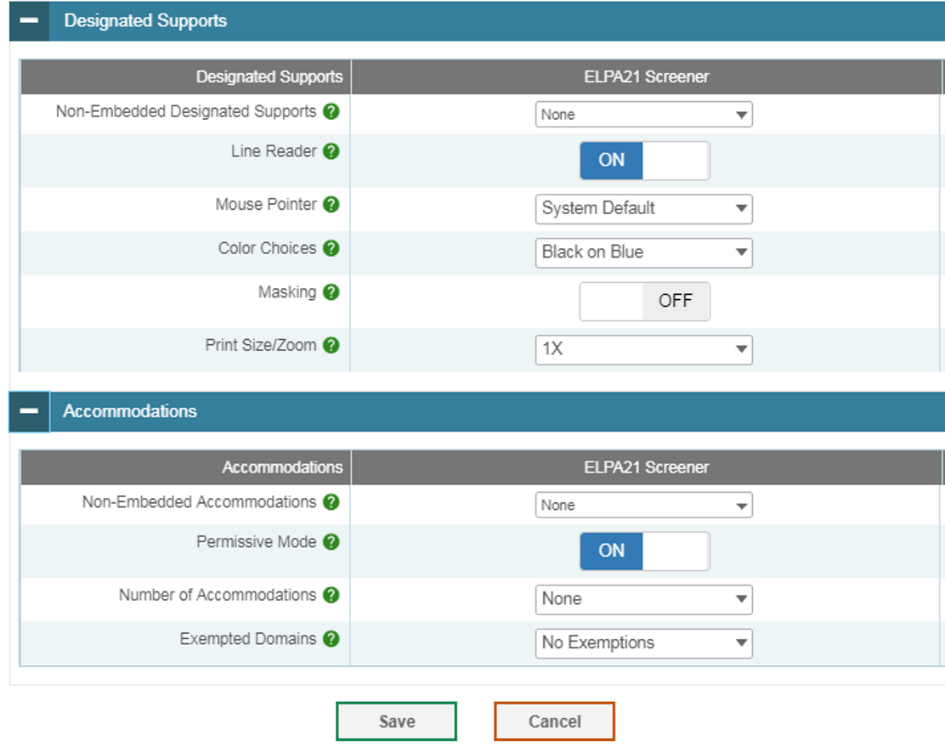 Designated Supports
Designated Supports ELPA21 Screener
Non-Embedded Designated Supports ? None
Line Reader ? ON
Mouse Pointer ? System Default
Color Choices ? Black on Blue
Masking ? OFF
Print Size/Zoom ? 1X
Accommodations
Accommodations ELPA21 Screener
Non-Embedded Accommodations ? None
Permissive Mode ? ON
Number of Accommodations ? None
Exempted Domains ? No Exemptions
Save Cancel